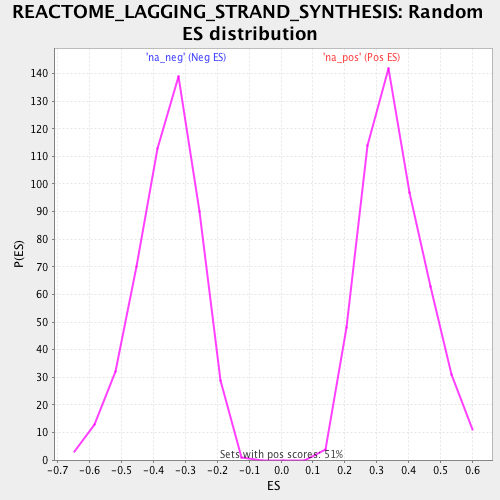 REACTOME_LAGGING_STRAND_SYNTHESIS: Random
ES distribution
'na_neg' (Neg ES)
'na_pos' (Pos ES)
140
130
120
110
100
90
80
70
60
50
40
30
20
10
0
P(ES)
Sets with pos scores: 51%
-0.7 -0.6 -0.5 -0.4 -0.3 -0.2 -0.1 0.0 0.1 0.2 0.3 0.4 0.5 0.6
ES